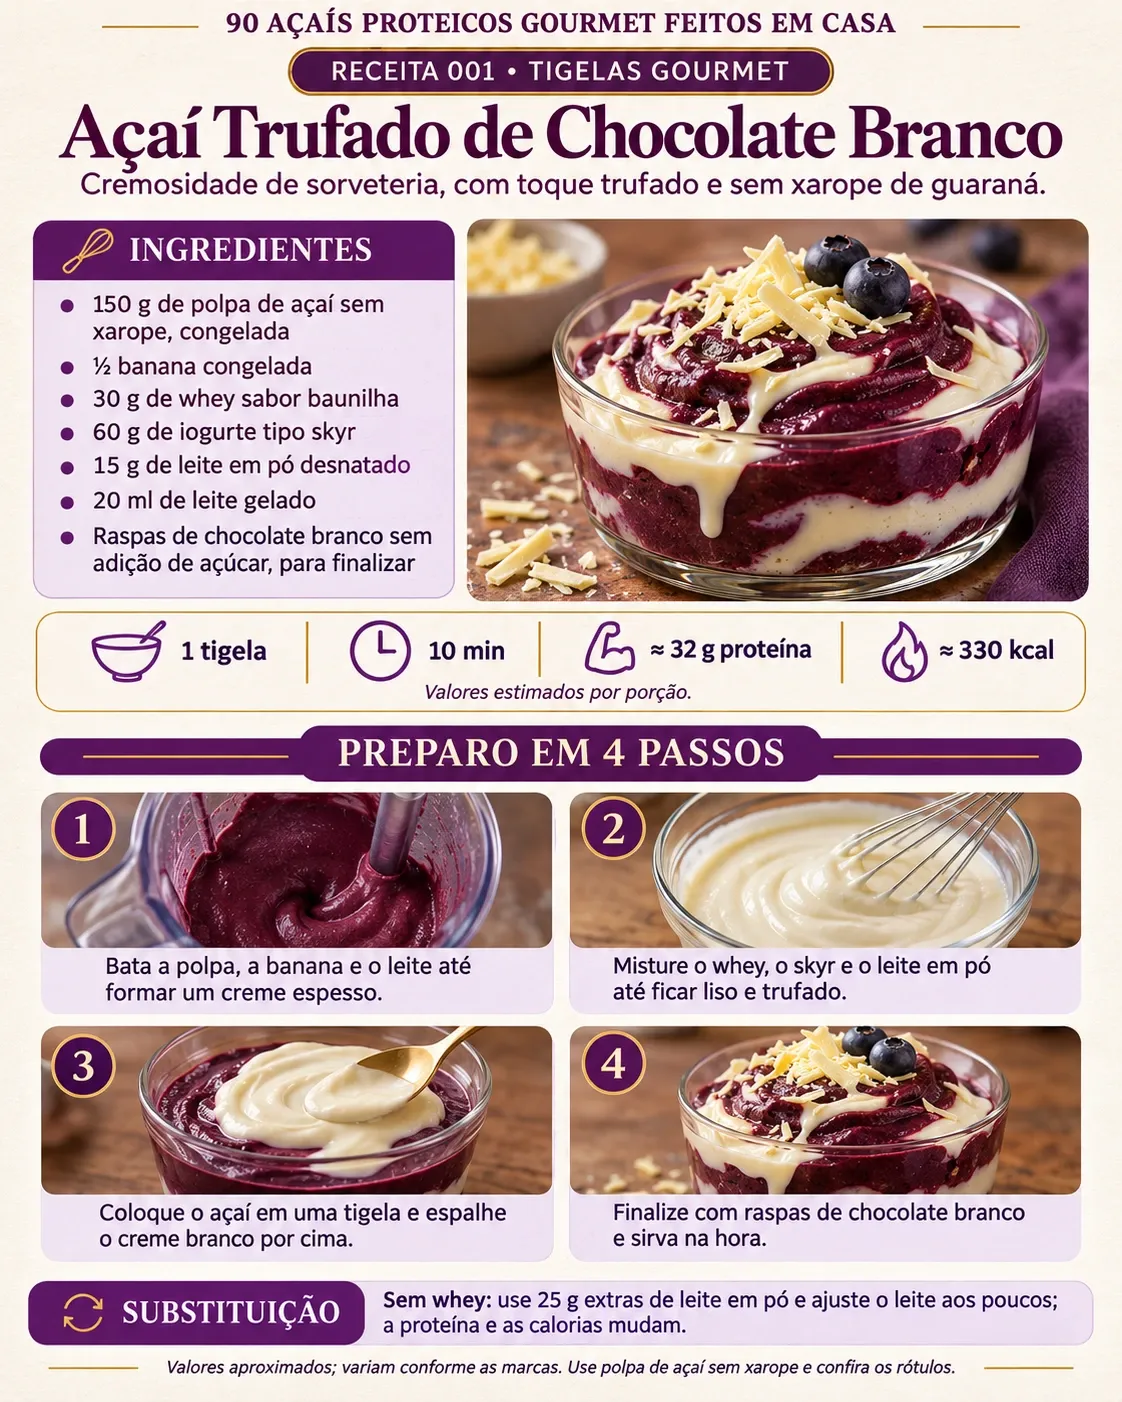 90 AÇAÍS PROTEICOS GOURMET FEITOS EM CASA
RECEITA 001 • TIGELAS GOURMET
Açaí Trufado de Chocolate Branco
Cremosidade de sorveteria, com toque trufado e sem xarope de guaraná.
INGREDIENTES
• 150 g de polpa de açaí sem
xarope, congelada
• ½ banana congelada
• 30 g de whey sabor baunilha
• 60 g de iogurte tipo skyr
• 15 g de leite em pó desnatado
• 20 ml de leite gelado
• Raspas de chocolate branco sem
adição de açúcar, para finalizar
1 tigela
10 min
≈ 32 g proteína
≈ 330 kcal
Valores estimados por porção.
PREPARO EM 4 PASSOS
1
Bata a polpa, a banana e o leite até
formar um creme espesso.
2
Misture o whey, o skyr e o leite em pó
até ficar liso e trufado.
3
Coloque o açaí em uma tigela e espalhe
o creme branco por cima.
4
Finalize com raspas de chocolate branco
e sirva na hora.
SUBSTITUIÇÃO
Sem whey: use 25 g extras de leite em pó e ajuste o leite aos poucos;
a proteína e as calorias mudam.
Valores aproximados; variam conforme as marcas. Use polpa de açaí sem xarope e confira os rótulos.